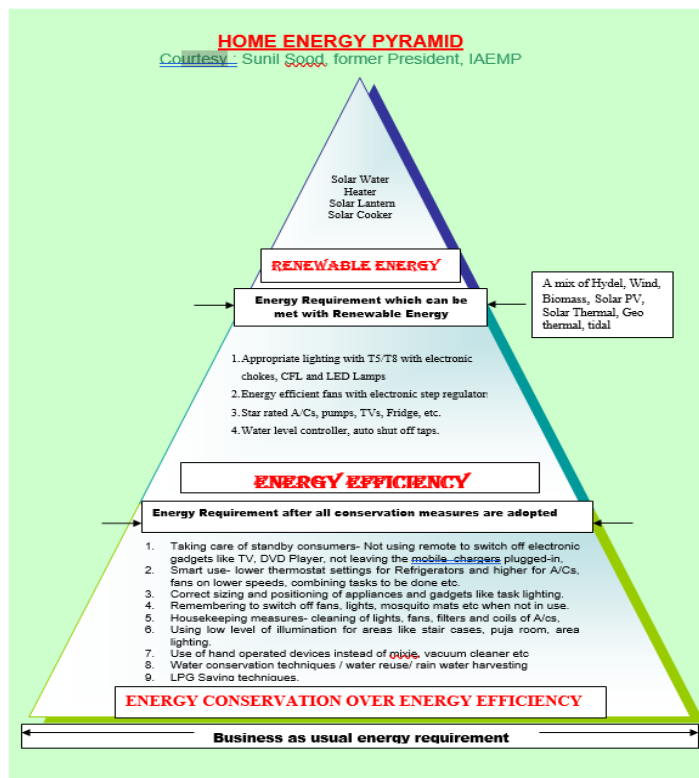 HOME ENERGY PYRAMID
Courtesy : Sunil Sood, former President, IAEMP
Solar Water
Heater
Solar Lantern
Solar Cooker
RENEWABLE ENERGY
Energy Requirement which can be
met with Renewable Energy
A mix of Hydel, Wind,
Biomass, Solar PV,
Solar Thermal, Geo
thermal, tidal
1. Appropriate lighting with T5/T8 with electronic
chokes, CFL and LED Lamps
2. Energy efficient fans with electronic step regulator
3. Star rated A/Cs, pumps, TVs, Fridge, etc.
4. Water level controller, auto shut off taps.
ENERGY EFFICIENCY
Energy Requirement after all conservation measures are adopted
1. Taking care of standby consumers- Not using remote to switch off electronic
gadgets like TV, DVD Player, not leaving the mobile chargers plugged-in,
2. Smart use- lower thermostat settings for Refrigerators and higher for A/Cs,
fans on lower speeds, combining tasks to be done etc.
3. Correct sizing and positioning of appliances and gadgets like task lighting.
4. Remembering to switch off fans, lights, mosquito mats etc when not in use.
5. Housekeeping measures- cleaning of lights, fans, filters and coils of A/Cs,
6. Using low level of illumination for areas like stair cases, puja room, area
lighting.
7. Use of hand operated devices instead of mixie, vacuum cleaner etc
8. Water conservation techniques / water reuse/ rain water harvesting
9. LPG Saving techniques.
ENERGY CONSERVATION OVER ENERGY EFFICIENCY
Business as usual energy requirement